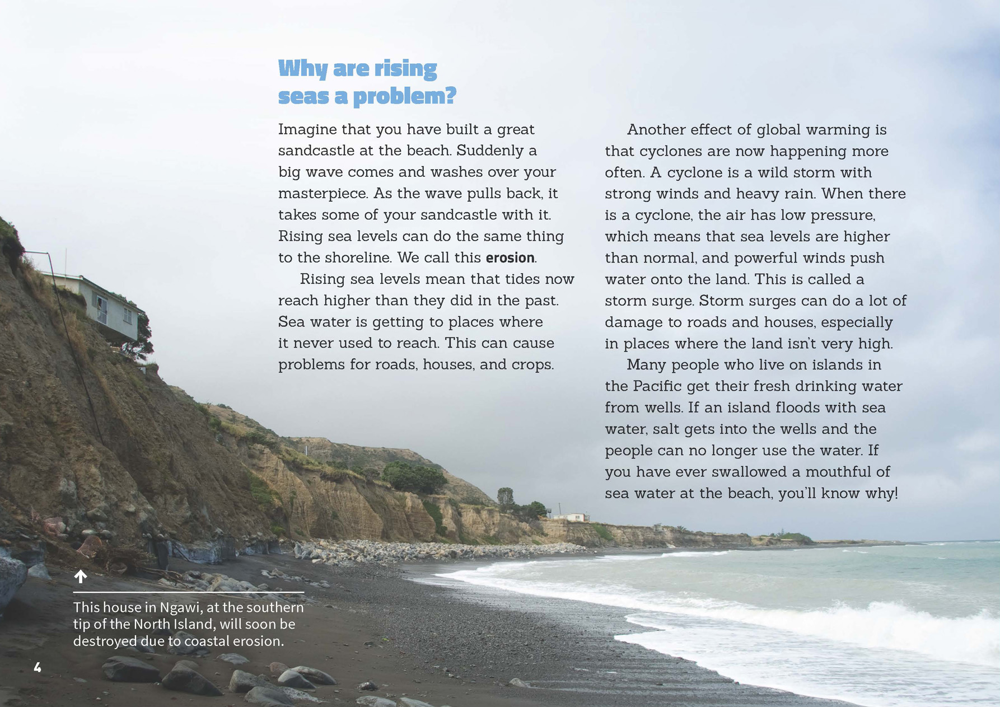 Why are rising
seas a problem?
Imagine that you have built a great
sandcastle at the beach. Suddenly a
big wave comes and washes over your
masterpiece. As the wave pulls back, it
takes some of your sandcastle with it.
Rising sea levels can do the same thing
to the shoreline. We call this erosion.
Rising sea levels mean that tides now
reach higher than they did in the past.
Sea water is getting to places where
it never used to reach. This can cause
problems for roads, houses, and crops.
Another effect of global warming is
that cyclones are now happening more
often. A cyclone is a wild storm with
strong winds and heavy rain. When there
is a cyclone, the air has low pressure,
which means that sea levels are higher
than normal, and powerful winds push
water onto the land. This is called a
storm surge. Storm surges can do a lot of
damage to roads and houses, especially
in places where the land isn’t very high.
Many people who live on islands in
the Pacific get their fresh drinking water
from wells. If an island floods with sea
water, salt gets into the wells and the
people can no longer use the water. If
you have ever swallowed a mouthful of
sea water at the beach, you’ll know why!
This house in Ngawi, at the southern
tip of the North Island, will soon be
destroyed due to coastal erosion.
4